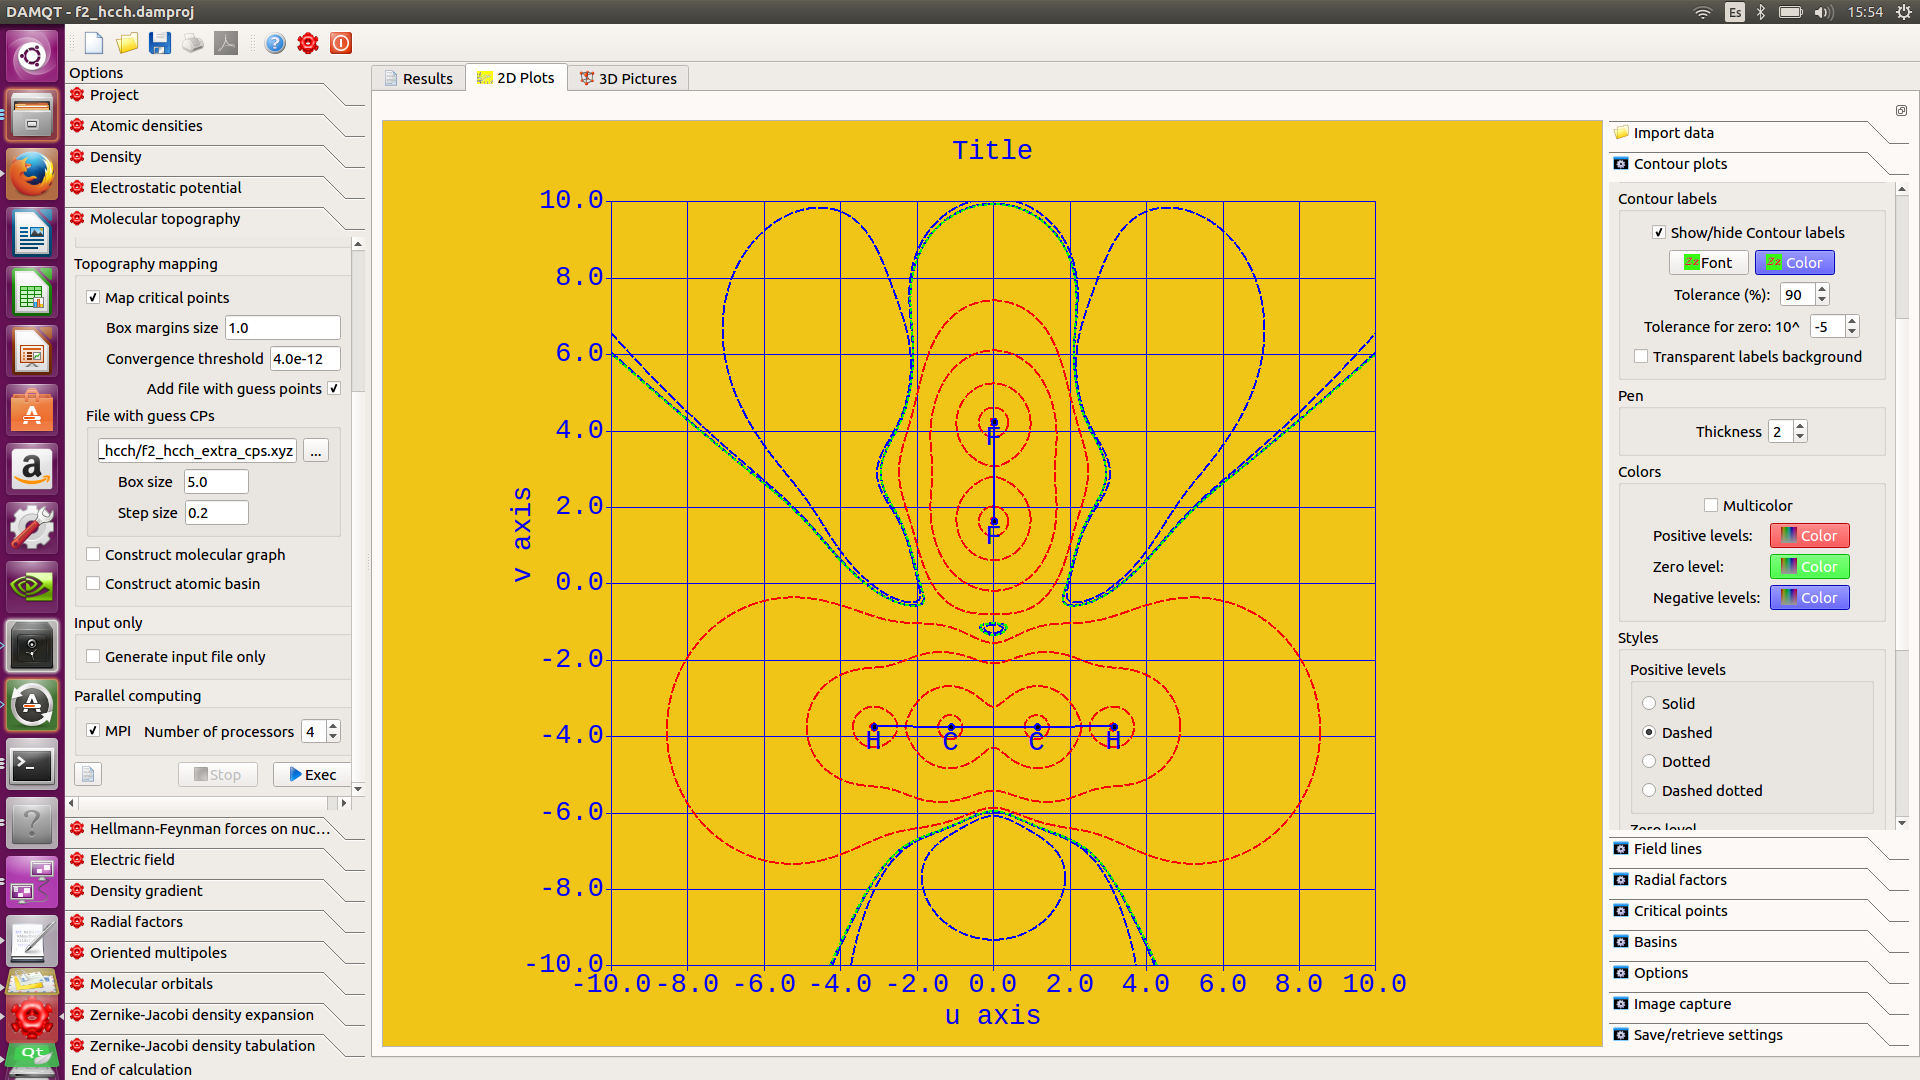 DAMQT - f2_hcch.damproj
Es
15:54
Options
Project
Atomic densities
Density
Electrostatic potential
Molecular topography
Topography mapping
Map critical points
Box margins size 1.0
Convergence threshold 4.0e-12
Add file with guess points
File with guess CPs
_hcch/f2_hcch_extra_cps.xyz ...
Box size 5.0
Step size 0.2
Construct molecular graph
Construct atomic basin
Input only
Generate input file only
Parallel computing
MPI Number of processors 4
Stop Exec
Hellmann-Feynman forces on nuc...
Electric field
Density gradient
Radial factors
Oriented multipoles
Molecular orbitals
Zernike-Jacobi density expansion
Zernike-Jacobi density tabulation
End of calculation
Results 2D Plots 3D Pictures
Title
10.0
8.0
6.0
4.0
2.0
0.0
-2.0
-4.0
-6.0
-8.0
-10.0
v axis
F
F
H C C H
-10.0 -8.0 -6.0 -4.0 -2.0 0.0 2.0 4.0 6.0 8.0 10.0
u axis
Import data
Contour plots
Contour labels
Show/hide Contour labels
Font Color
Tolerance (%): 90
Tolerance for zero: 10^ -5
Transparent labels background
Pen
Thickness 2
Colors
Multicolor
Positive levels: Color
Zero level: Color
Negative levels: Color
Styles
Positive levels
Solid
Dashed
Dotted
Dashed dotted
Zero level
Field lines
Radial factors
Critical points
Basins
Options
Image capture
Save/retrieve settings